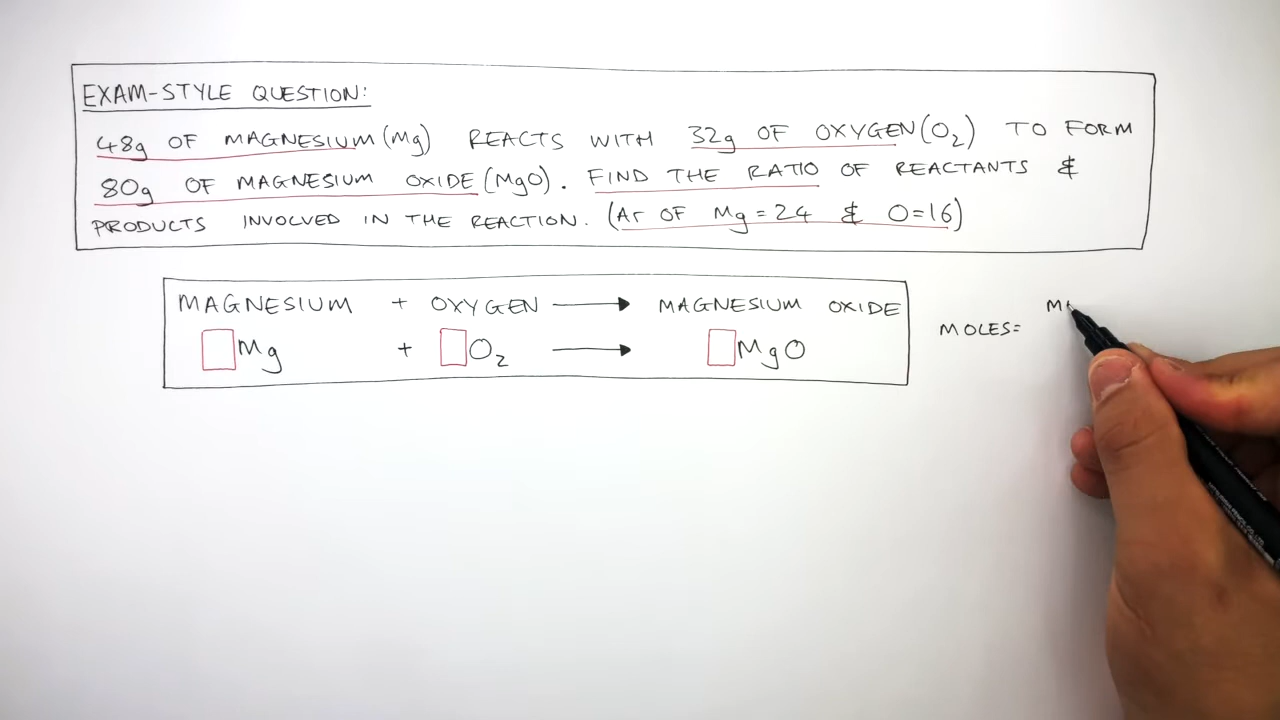 EXAM-STYLE QUESTION:
48g OF MAGNESIUM (Mg) REACTS WITH 32g OF OXYGEN (O₂) TO FORM
80g OF MAGNESIUM OXIDE (MgO). FIND THE RATIO OF REACTANTS &
PRODUCTS INVOLVED IN THE REACTION. (Ar OF Mg = 24 & O = 16)
MAGNESIUM + OXYGEN → MAGNESIUM OXIDE
□Mg + □O₂ → □MgO
MOLES=